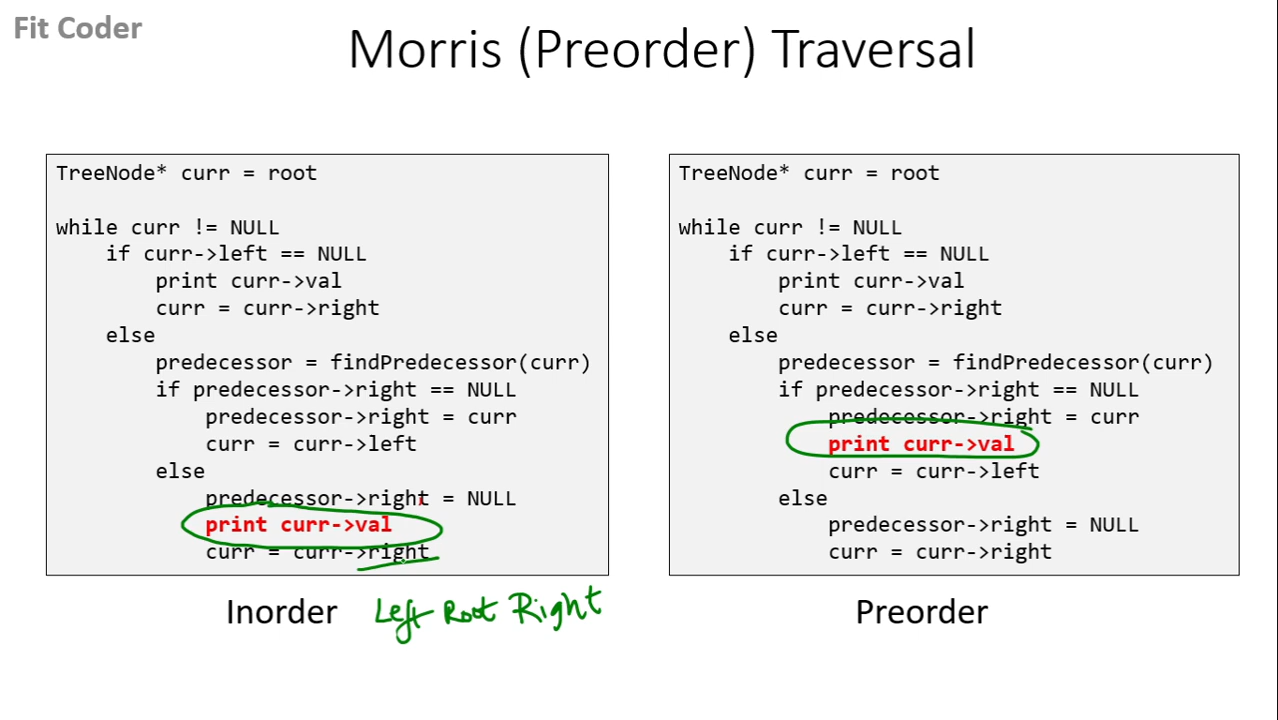 Fit Coder
Morris (Preorder) Traversal
TreeNode* curr = root
while curr != NULL
if curr->left == NULL
print curr->val
curr = curr->right
else
predecessor = findPredecessor(curr)
if predecessor->right == NULL
predecessor->right = curr
curr = curr->left
else
predecessor->right = NULL
print curr->val
curr = curr->right
Inorder Left Root Right
TreeNode* curr = root
while curr != NULL
if curr->left == NULL
print curr->val
curr = curr->right
else
predecessor = findPredecessor(curr)
if predecessor->right == NULL
predecessor->right = curr
print curr->val
curr = curr->left
else
predecessor->right = NULL
curr = curr->right
Preorder